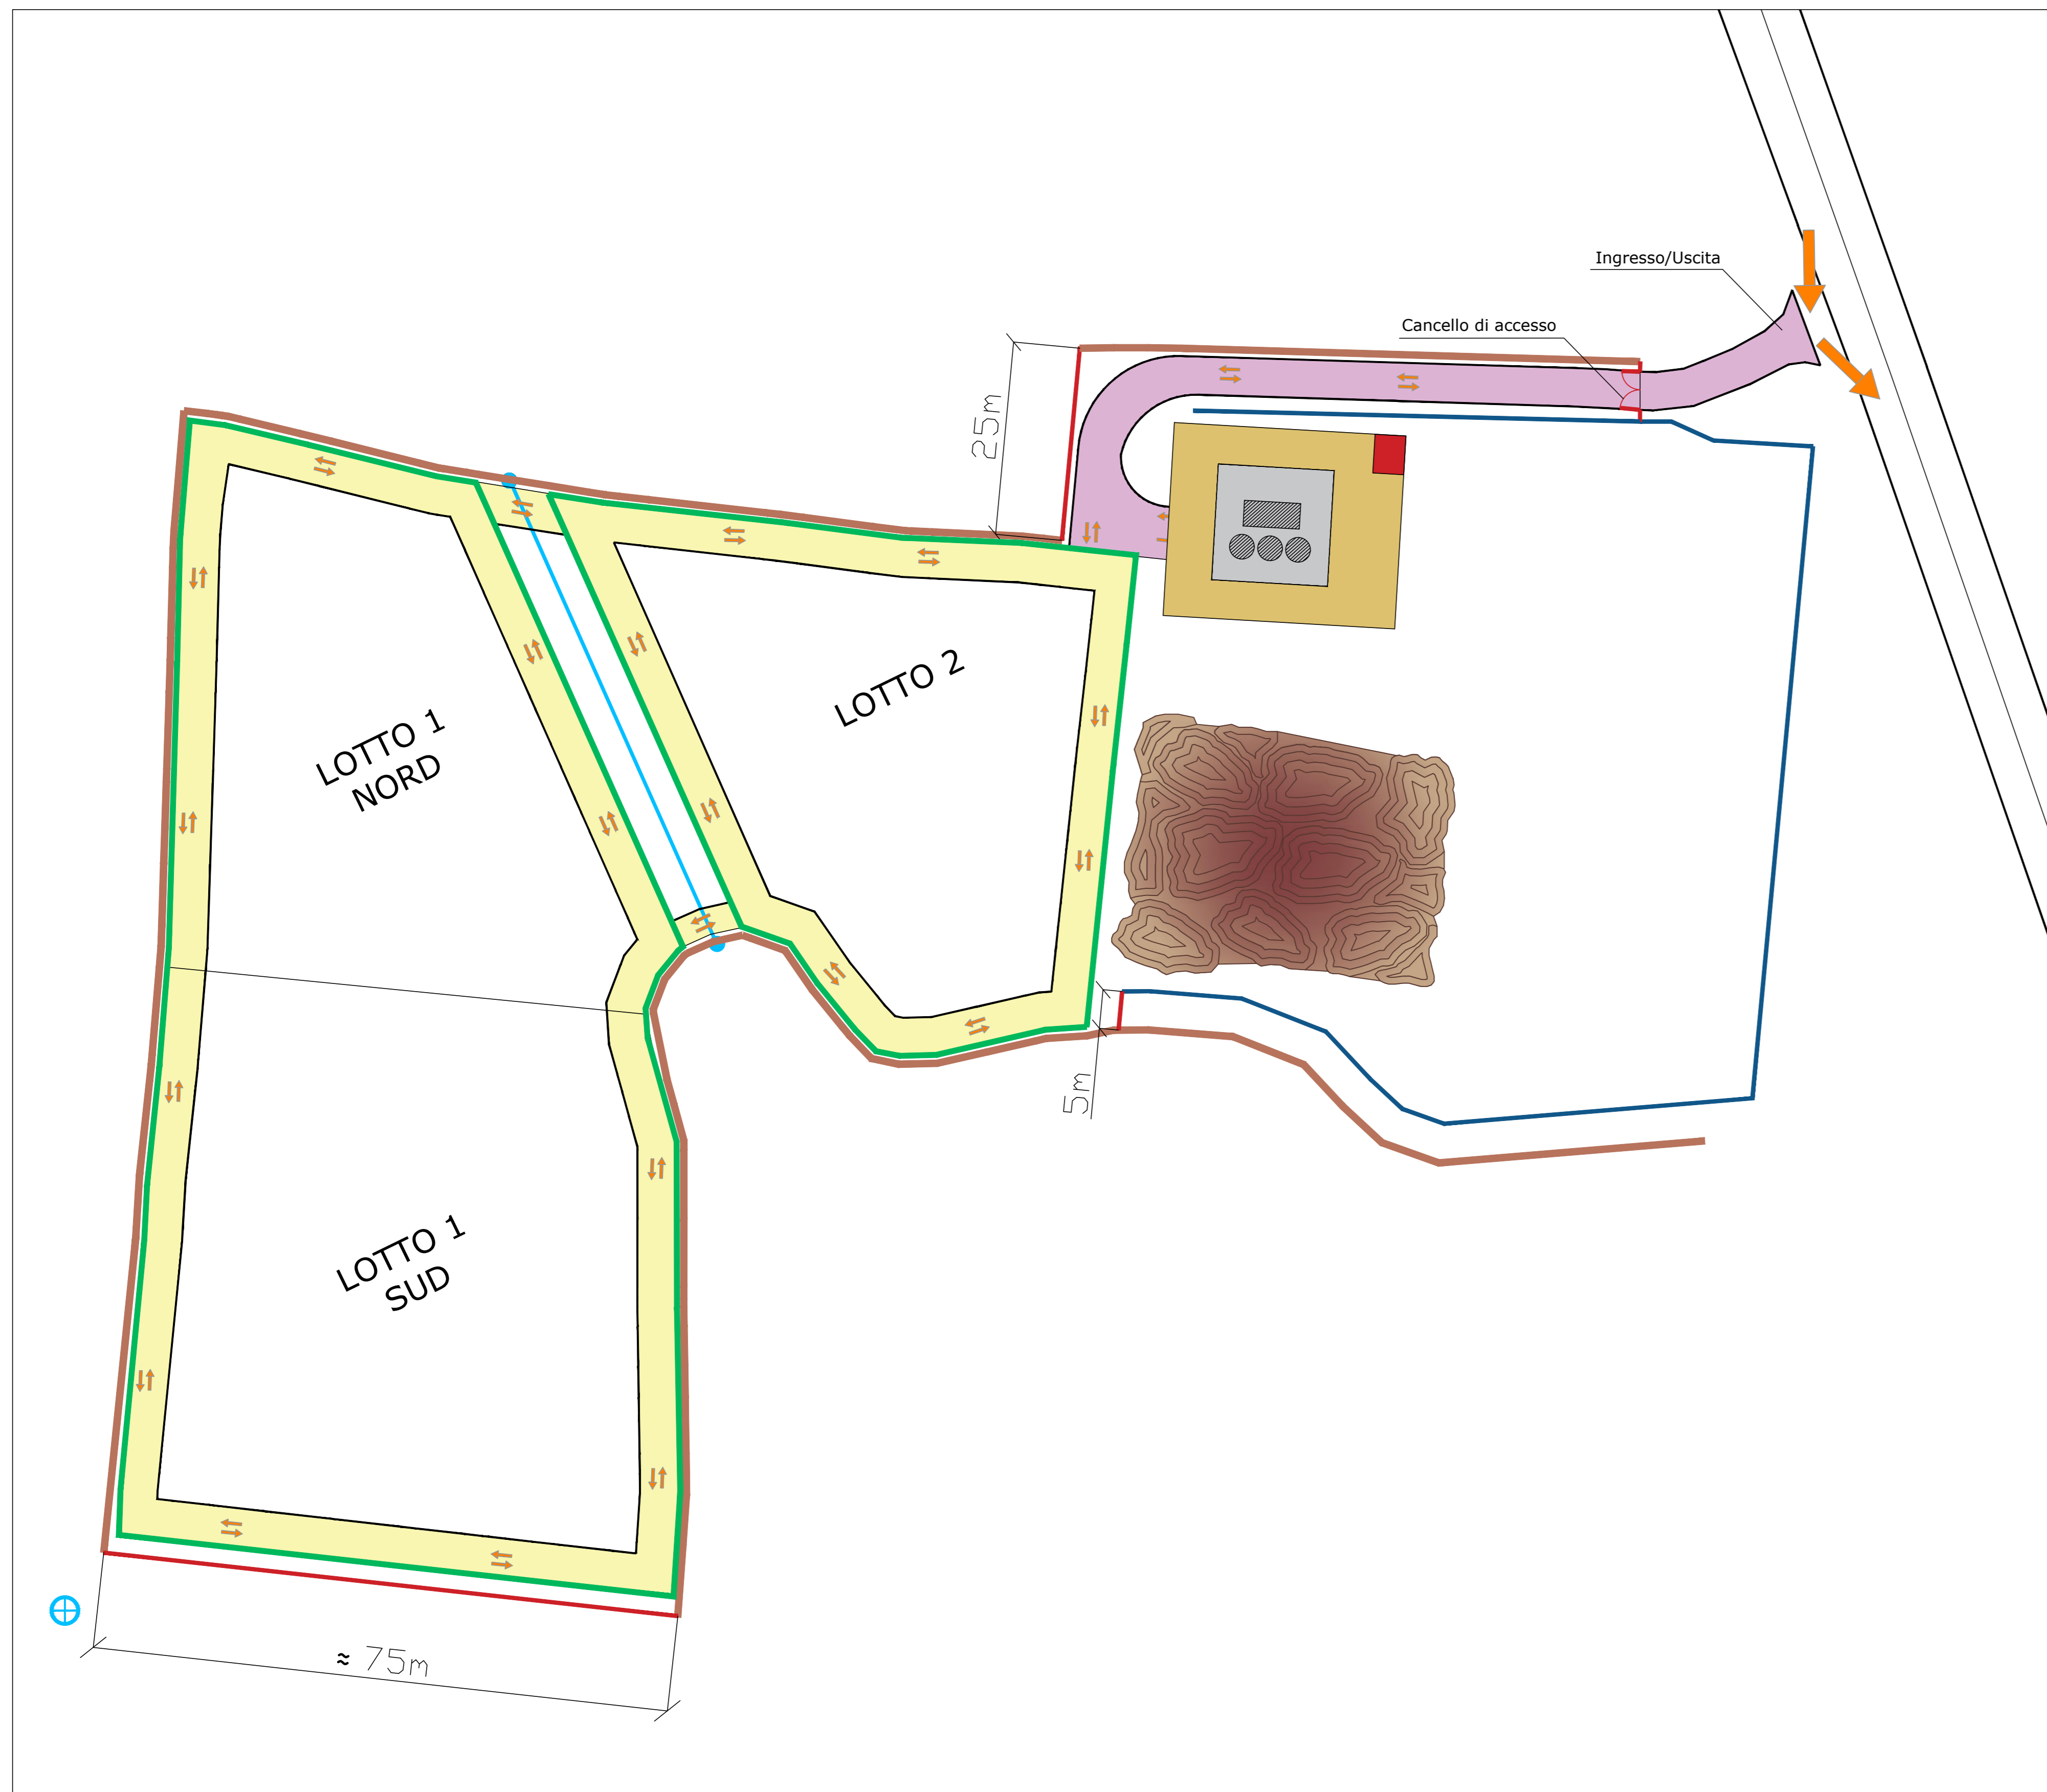 Ingresso/Uscita
Cancello di accesso
25m
LOTTO 2
LOTTO 1
NORD
5m
LOTTO 1
SUD
≈ 75m